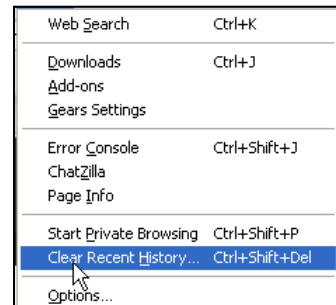 Web Search Ctrl+K
Downloads Ctrl+J
Add-ons
Gears Settings
Error Console Ctrl+Shift+J
ChatZilla
Page Info
Start Private Browsing Ctrl+Shift+P
Clear Recent History... Ctrl+Shift+Del
Options...